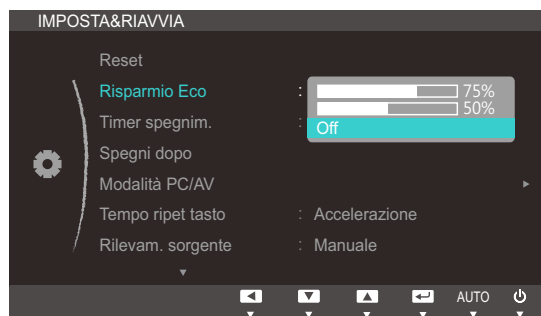 IMPOSTA&RIAVVIA
Reset
Risparmio Eco :
75%
50%
Off
Timer spegnim. :
Spegni dopo
Modalità PC/AV
Tempo ripet tasto : Accelerazione
Rilevam. sorgente : Manuale
AUTO